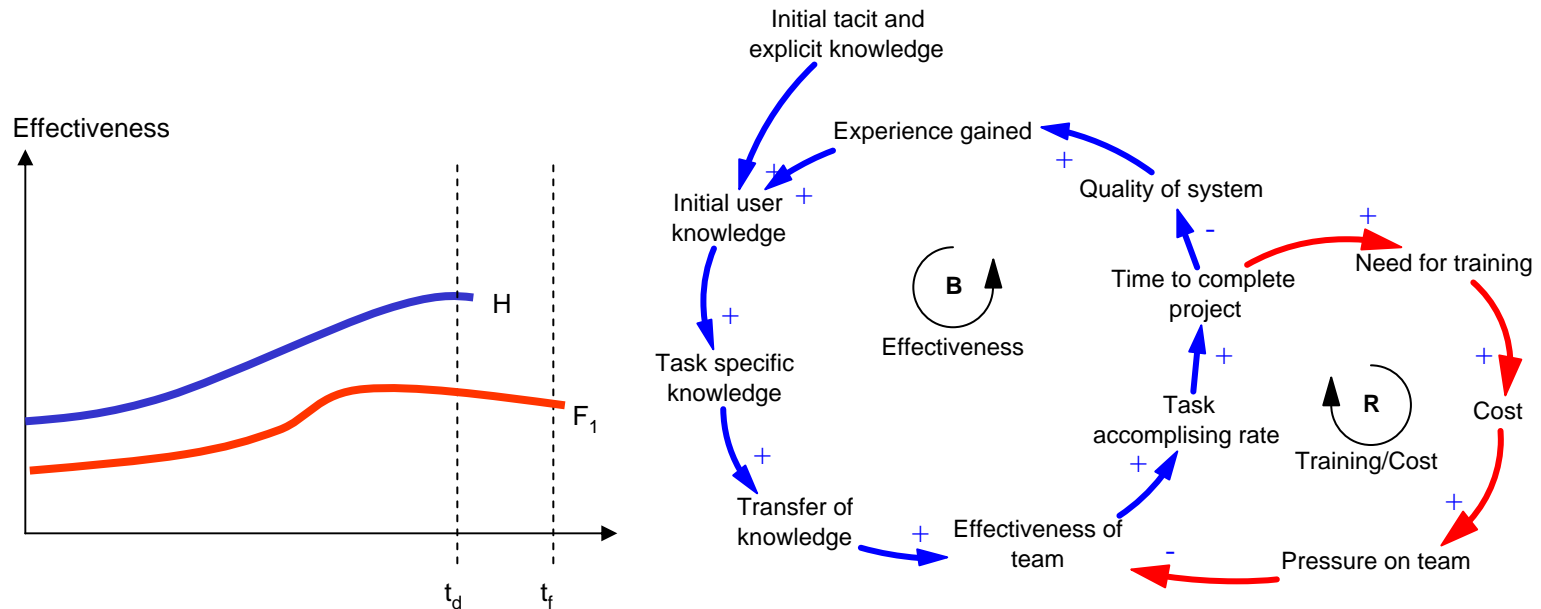 Effectiveness
H
F1
td
tf
Initial tacit and
explicit knowledge
Experience gained
+
+
+
Quality of system
-
+
Initial user
knowledge
Time to complete
project
Need for training
B
Effectiveness
+
+
+
Task specific
knowledge
Task
accomplising rate
R
Training/Cost
Cost
+
+
+
Transfer of
knowledge
+
Effectiveness of
team
-
Pressure on team